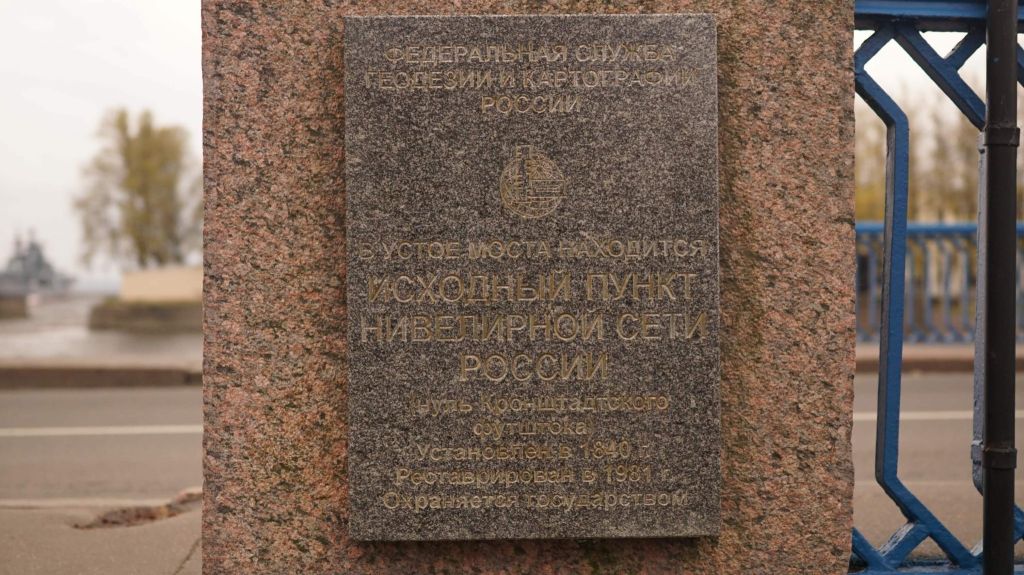 ФЕДЕРАЛЬНАЯ СЛУЖБА
ГЕОДЕЗИИ И КАРТОГРАФИИ
РОССИИ
В УСТОЕ МОСТА НАХОДИТСЯ
ИСХОДНЫЙ ПУНКТ
НИВЕЛИРНОЙ СЕТИ
РОССИИ
(нуль Кронштадтского
футштока)
Установлен в 1840 г.
Реставрирован в 1981 г.
Охраняется государством